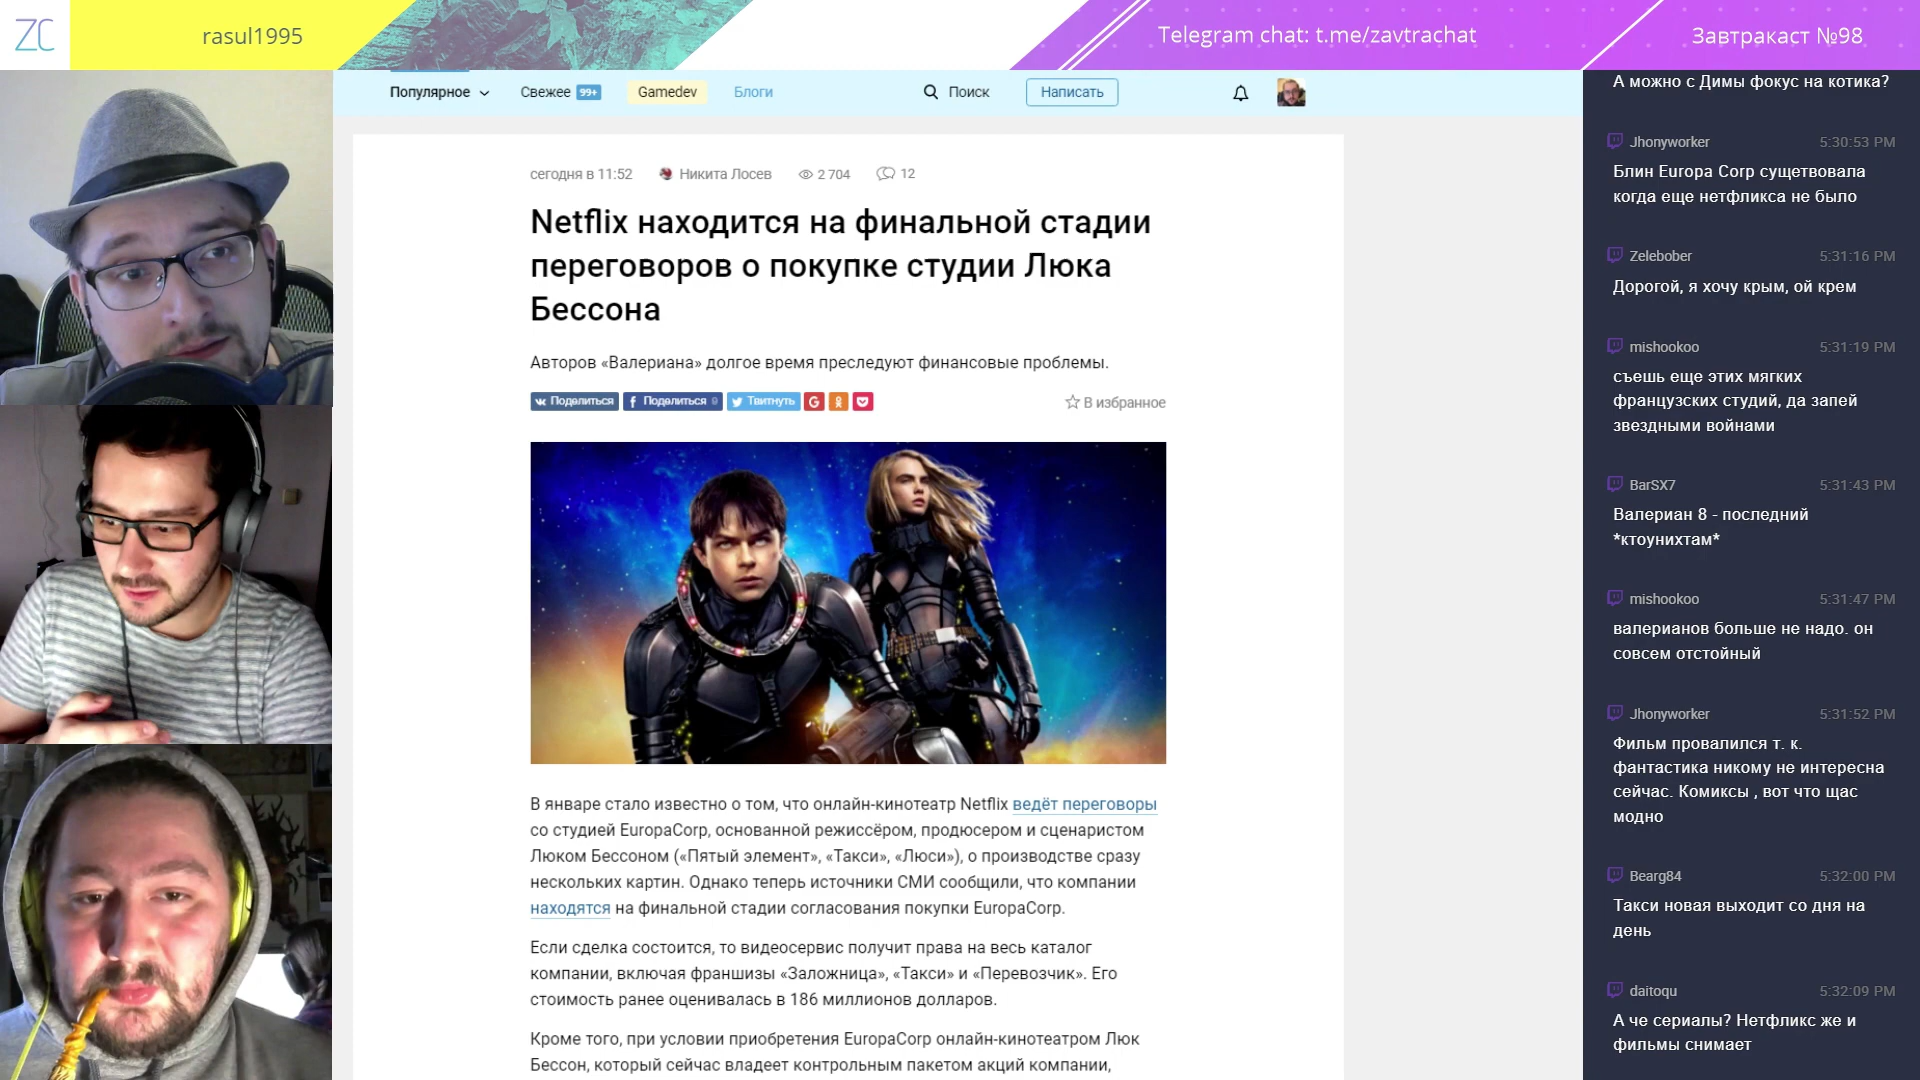 ZC
rasul1995
Telegram chat: t.me/zavtrachat
Завтракаст №98
Популярное
Свежее 99+
Gamedev
Блоги
Поиск
Написать
сегодня в 11:52
Никита Лосев
2 704
12
Netflix находится на финальной стадии
переговоров о покупке студии Люка
Бессона
Авторов «Валериана» долгое время преследуют финансовые проблемы.
Поделиться
Поделиться 0
Твитнуть
В избранное
В январе стало известно о том, что онлайн-кинотеатр Netflix ведёт переговоры
со студией EuropaCorp, основанной режиссёром, продюсером и сценаристом
Люком Бессоном («Пятый элемент», «Такси», «Люси»), о производстве сразу
нескольких картин. Однако теперь источники СМИ сообщили, что компании
находятся на финальной стадии согласования покупки EuropaCorp.
Если сделка состоится, то видеосервис получит права на весь каталог
компании, включая франшизы «Заложница», «Такси» и «Перевозчик». Его
стоимость ранее оценивалась в 186 миллионов долларов.
Кроме того, при условии приобретения EuropaCorp онлайн-кинотеатром Люк
Бессон, который сейчас владеет контрольным пакетом акций компании,
А можно с Димы фокус на котика?
Jhonyworker 5:30:53 PM
Блин Europa Corp сущетвовала
когда еще нетфликса не было
Zelebober 5:31:16 PM
Дорогой, я хочу крым, ой крем
mishookoo 5:31:19 PM
съешь еще этих мягких
французских студий, да запей
звездными войнами
BarSX7 5:31:43 PM
Валериан 8 - последний
*ктоунихтам*
mishookoo 5:31:47 PM
валерианов больше не надо. он
совсем отстойный
Jhonyworker 5:31:52 PM
Фильм провалился т. к.
фантастика никому не интересна
сейчас. Комиксы , вот что щас
модно
Bearg84 5:32:00 PM
Такси новая выходит со дня на
день
daitoqu 5:32:09 PM
А че сериалы? Нетфликс же и
фильмы снимает